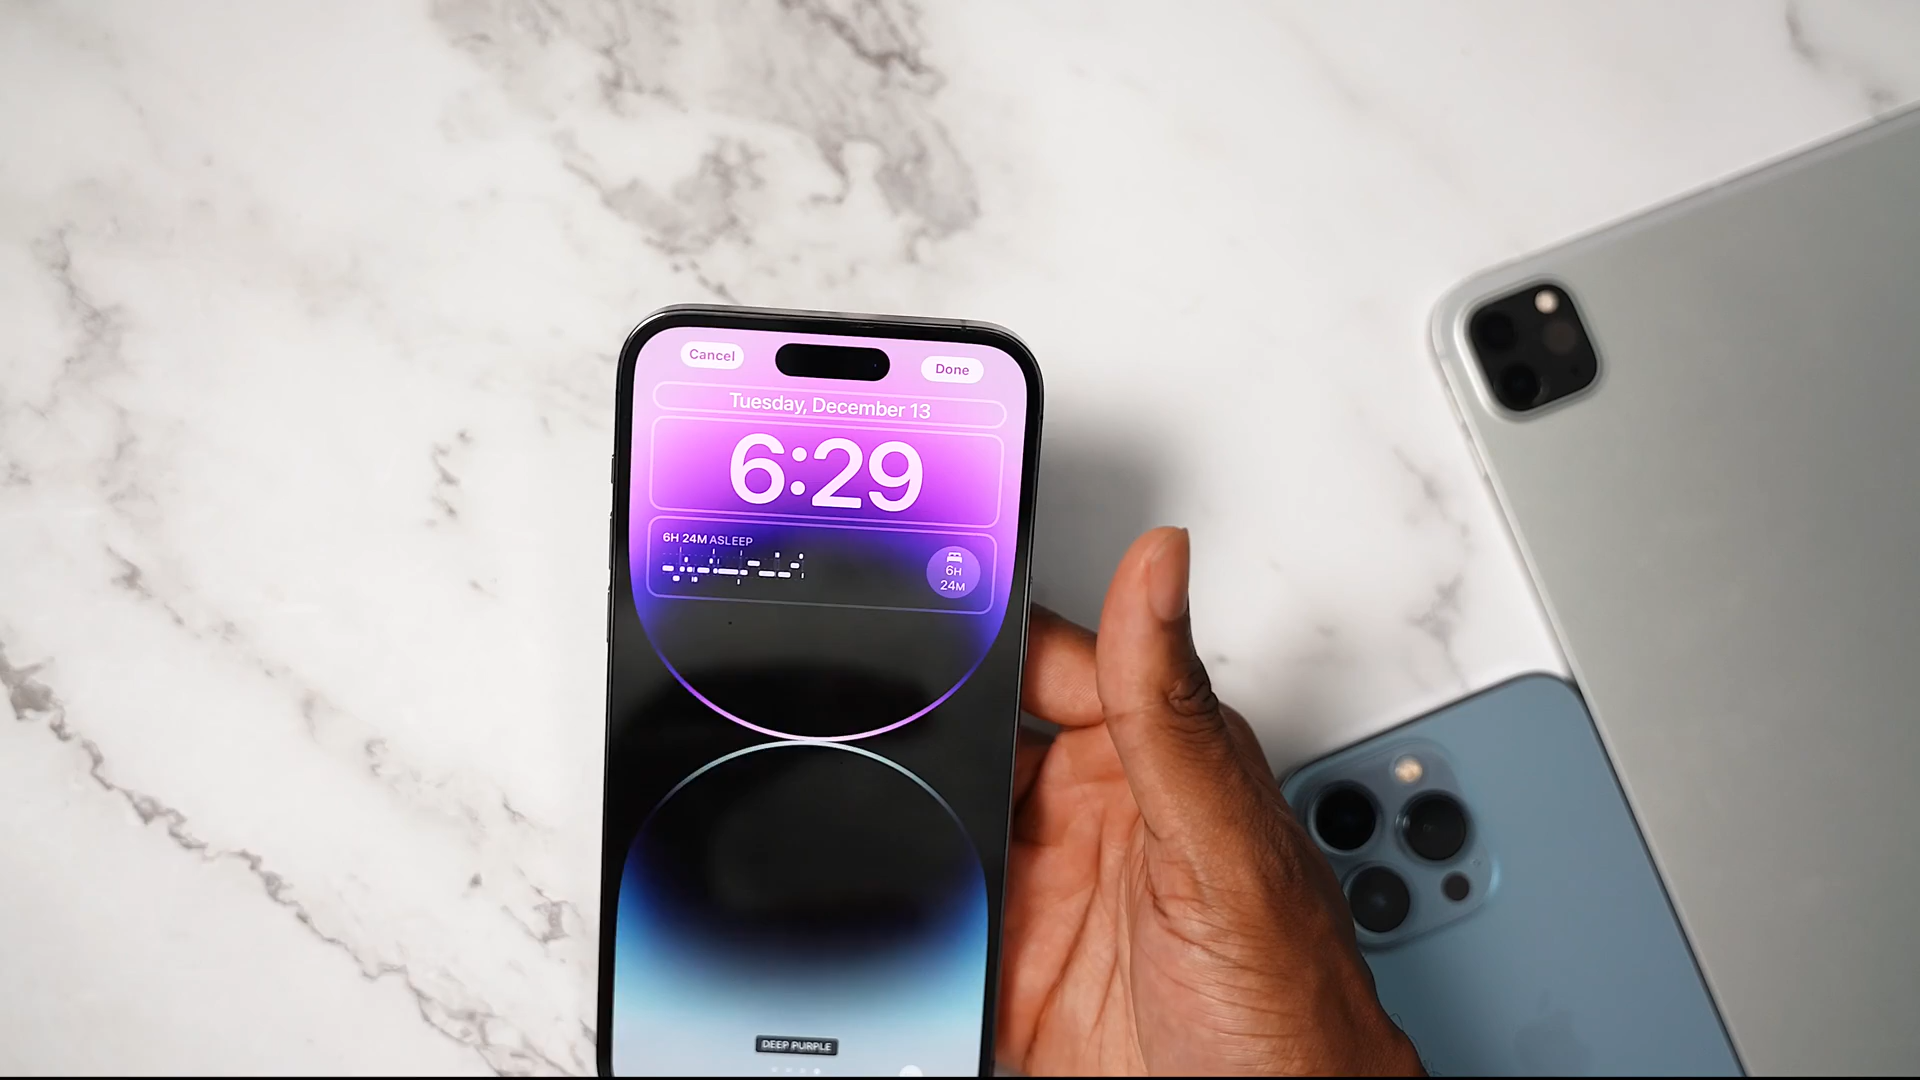 Cancel
Done
Tuesday, December 13
6:29
6H 24M ASLEEP
6H
24M
DEEP PURPLE